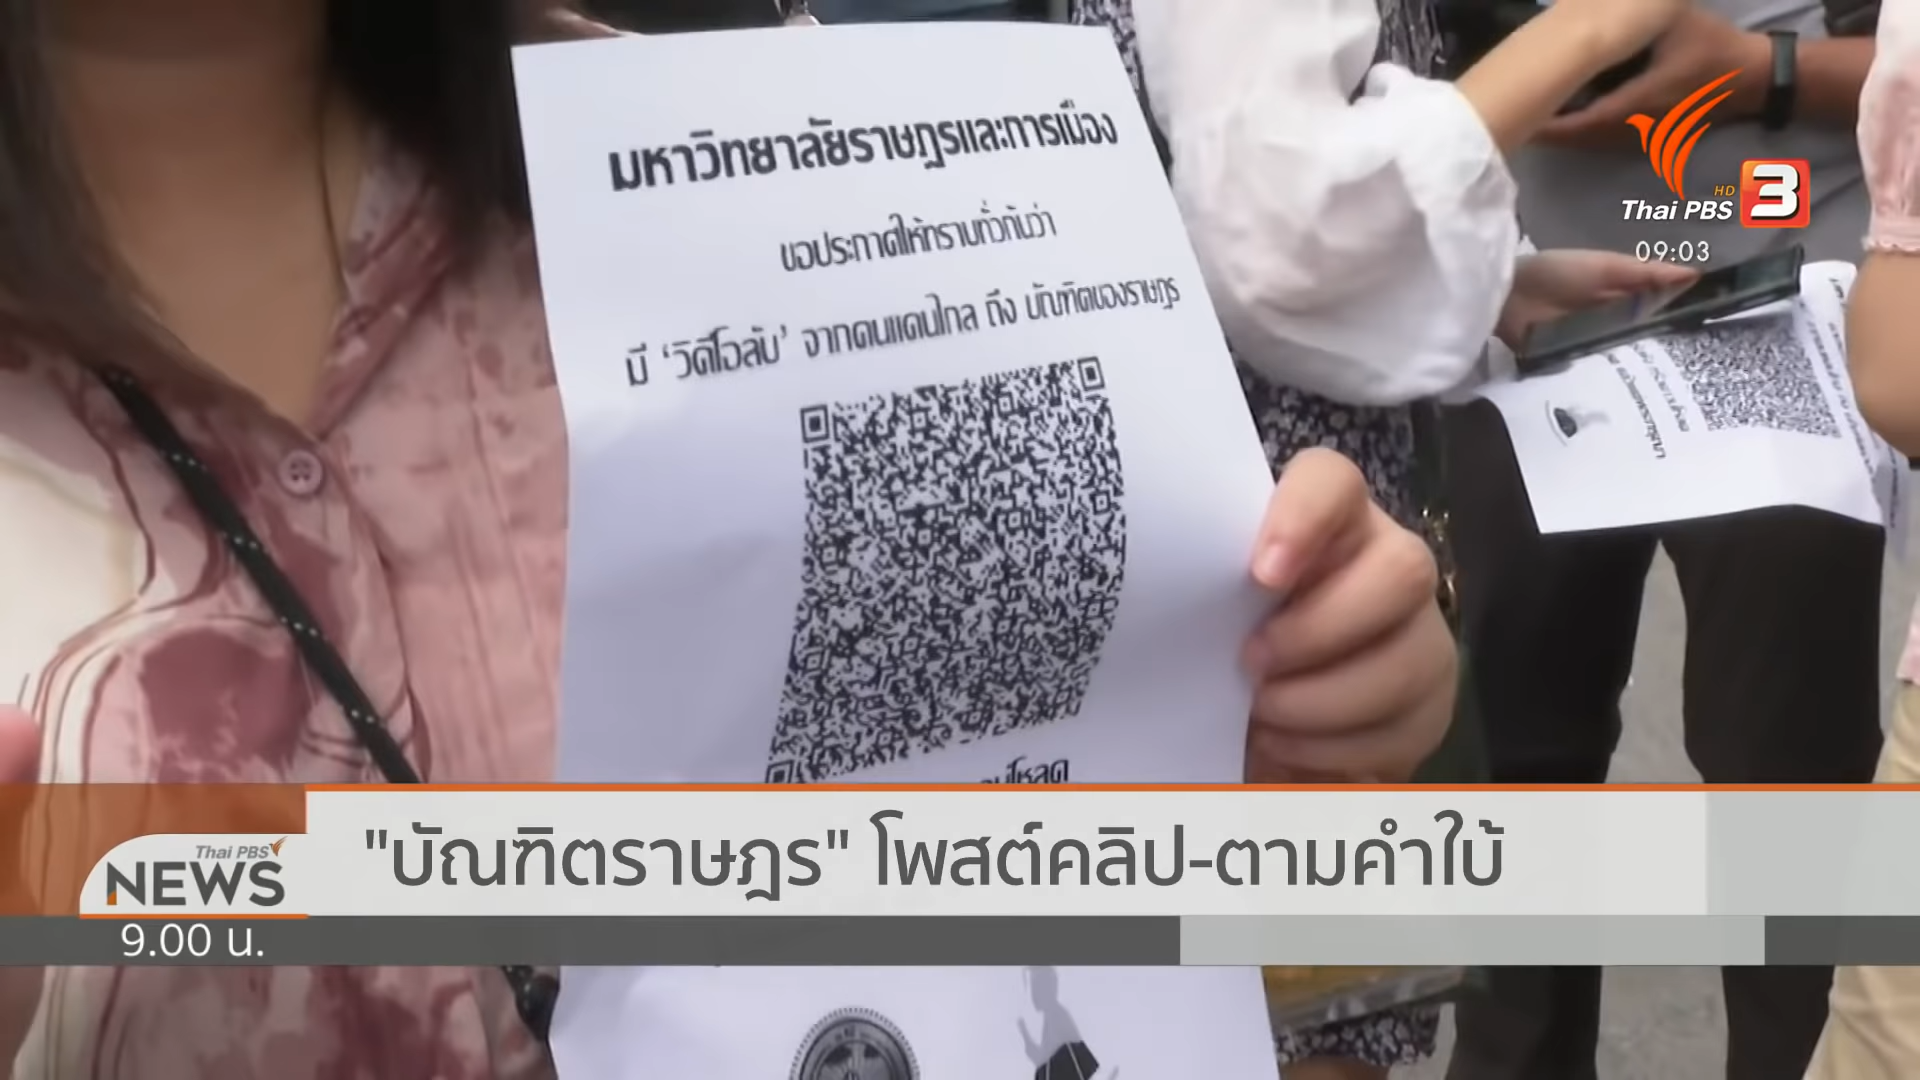 มหาวิทยาลัยราษฎรและการเมือง
ขอประกาศให้ทราบทั่วกันว่า
มี ‘วิดีโอลับ’ จากคนแดนไกล ถึง บัณฑิตของราษฎร
HD
Thai PBS 3
09:03
Thai PBS
NEWS
"บัณฑิตราษฎร" โพสต์คลิป-ตามคำใบ้
9.00 น.